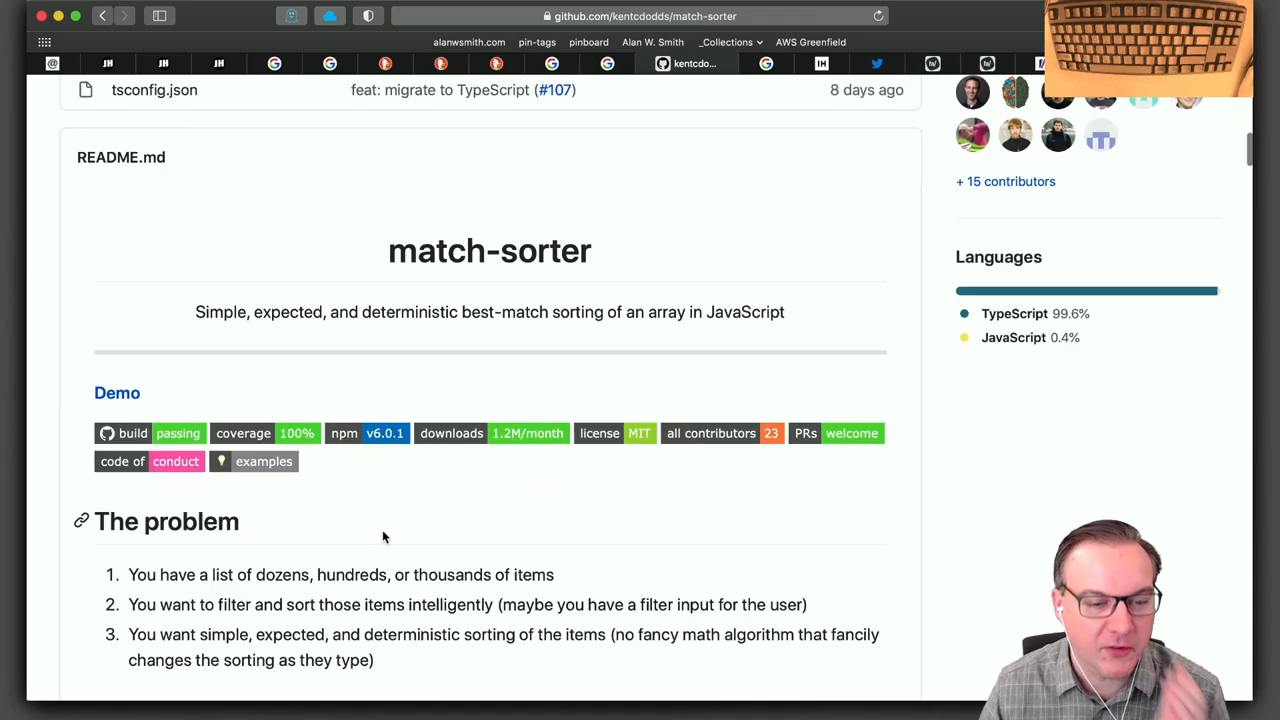 github.com/kentcdodds/match-sorter
alanwsmith.com pin-tags pinboard Alan W. Smith _Collections AWS Greenfield
JH JH JH G G G G kentcdo... G IH
tsconfig.json feat: migrate to TypeScript (#107) 8 days ago
README.md
+ 15 contributors
match-sorter
Languages
Simple, expected, and deterministic best-match sorting of an array in JavaScript
TypeScript 99.6%
JavaScript 0.4%
Demo
build passing coverage 100% npm v6.0.1 downloads 1.2M/month license MIT all contributors 23 PRs welcome
code of conduct examples
The problem
1. You have a list of dozens, hundreds, or thousands of items
2. You want to filter and sort those items intelligently (maybe you have a filter input for the user)
3. You want simple, expected, and deterministic sorting of the items (no fancy math algorithm that fancily
changes the sorting as they type)